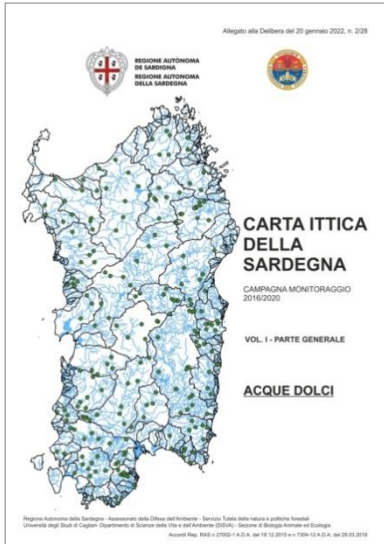 Allegato alla Delibera del 20 gennaio 2022, n. 2/28
REGIONE AUTÒNOMA
DE SARDIGNA
REGIONE AUTONOMA
DELLA SARDEGNA
CARTA ITTICA
DELLA
SARDEGNA
CAMPAGNA MONITORAGGIO
2016/2020
VOL. I - PARTE GENERALE
ACQUE DOLCI
Regione Autonoma della Sardegna - Assessorato della Difesa dell'Ambiente - Servizio Tutela della natura e politiche forestali
Università degli Studi di Cagliari- Dipartimento di Scienze della Vita e dell'Ambiente (DISVA) - Sezione di Biologia Animale ed Ecologia
Accordi Rep. RAS n 27002-1 A.D.A. del 18.12.2015 e n 7304-12 A.D.A. del 29.03.2018